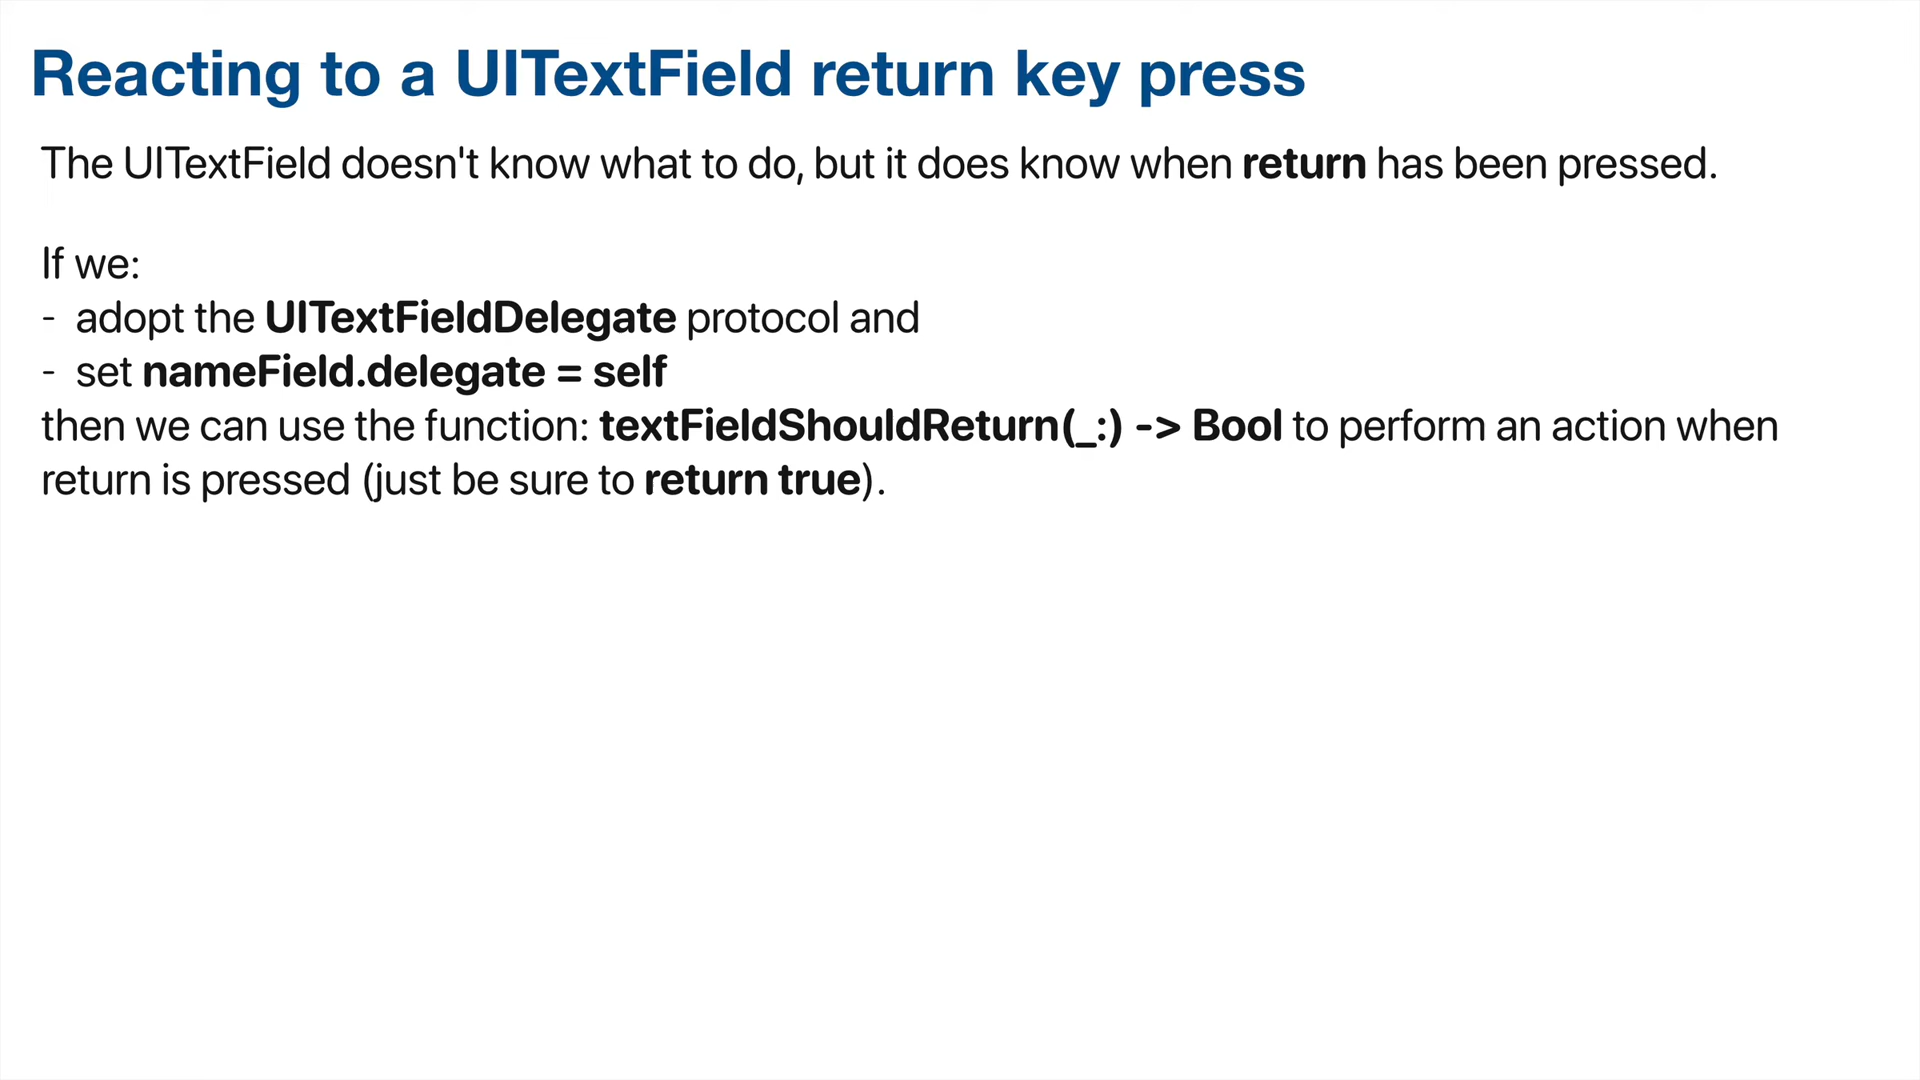 Reacting to a UITextField return key press
The UITextField doesn't know what to do, but it does know when return has been pressed.
If we:
- adopt the UITextFieldDelegate protocol and
- set nameField.delegate = self
then we can use the function: textFieldShouldReturn(_:) -> Bool to perform an action when
return is pressed (just be sure to return true).